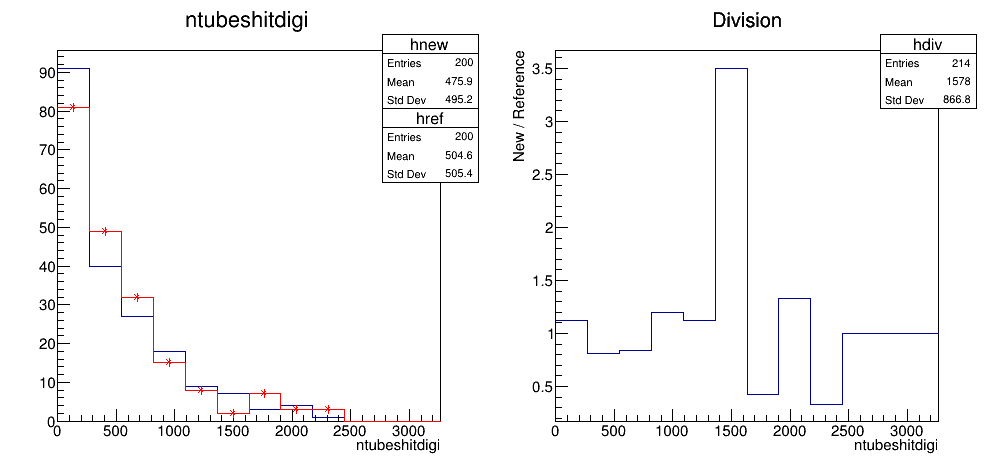 ntubeshitdigi
hnew
Entries 200
Mean 475.9
Std Dev 495.2
href
Entries 200
Mean 504.6
Std Dev 505.4
90
80
70
60
50
40
30
20
10
0
0 500 1000 1500 2000 2500 3000
ntubeshitdigi
Division
hdiv
Entries 214
Mean 1578
Std Dev 866.8
New / Reference
3.5
3
2.5
2
1.5
1
0.5
0 500 1000 1500 2000 2500 3000
ntubeshitdigi